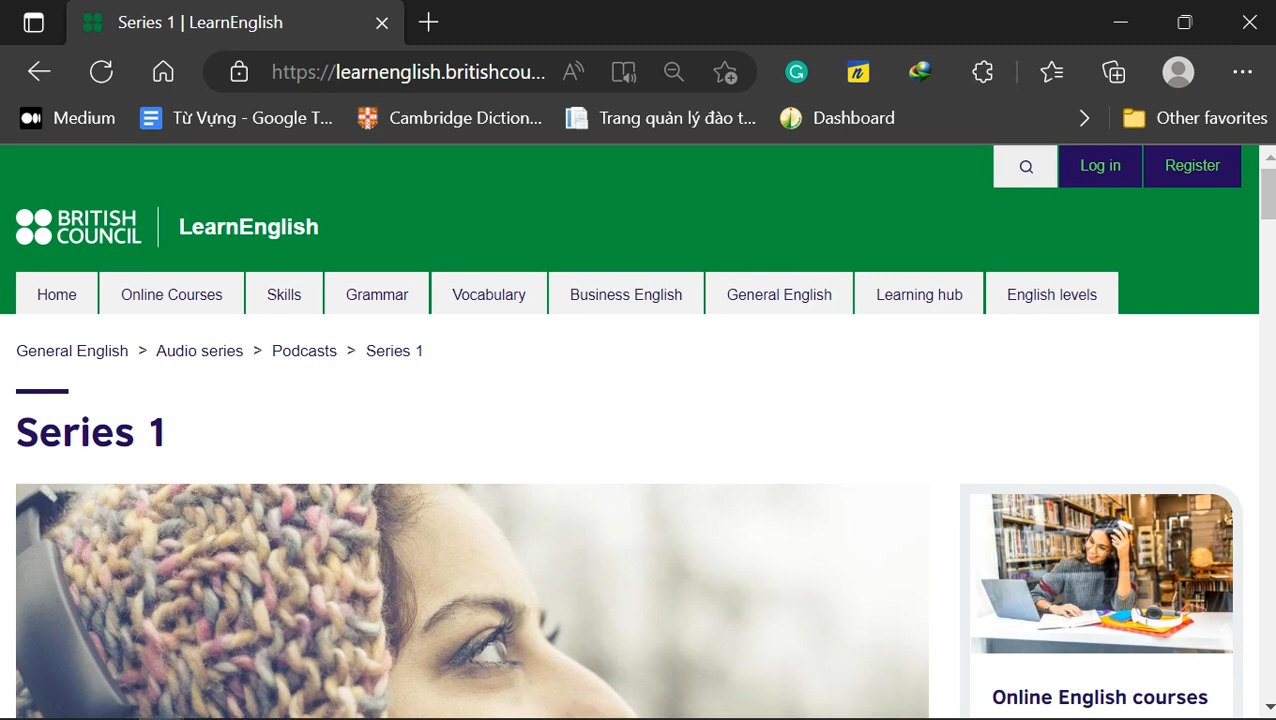 Series 1 | LearnEnglish
https://learnenglish.britishcou...
Medium
Từ Vựng - Google T...
Cambridge Diction...
Trang quản lý đào t...
Dashboard
Other favorites
Log in
Register
BRITISH
COUNCIL
LearnEnglish
Home
Online Courses
Skills
Grammar
Vocabulary
Business English
General English
Learning hub
English levels
General English > Audio series > Podcasts > Series 1
Series 1
Online English courses